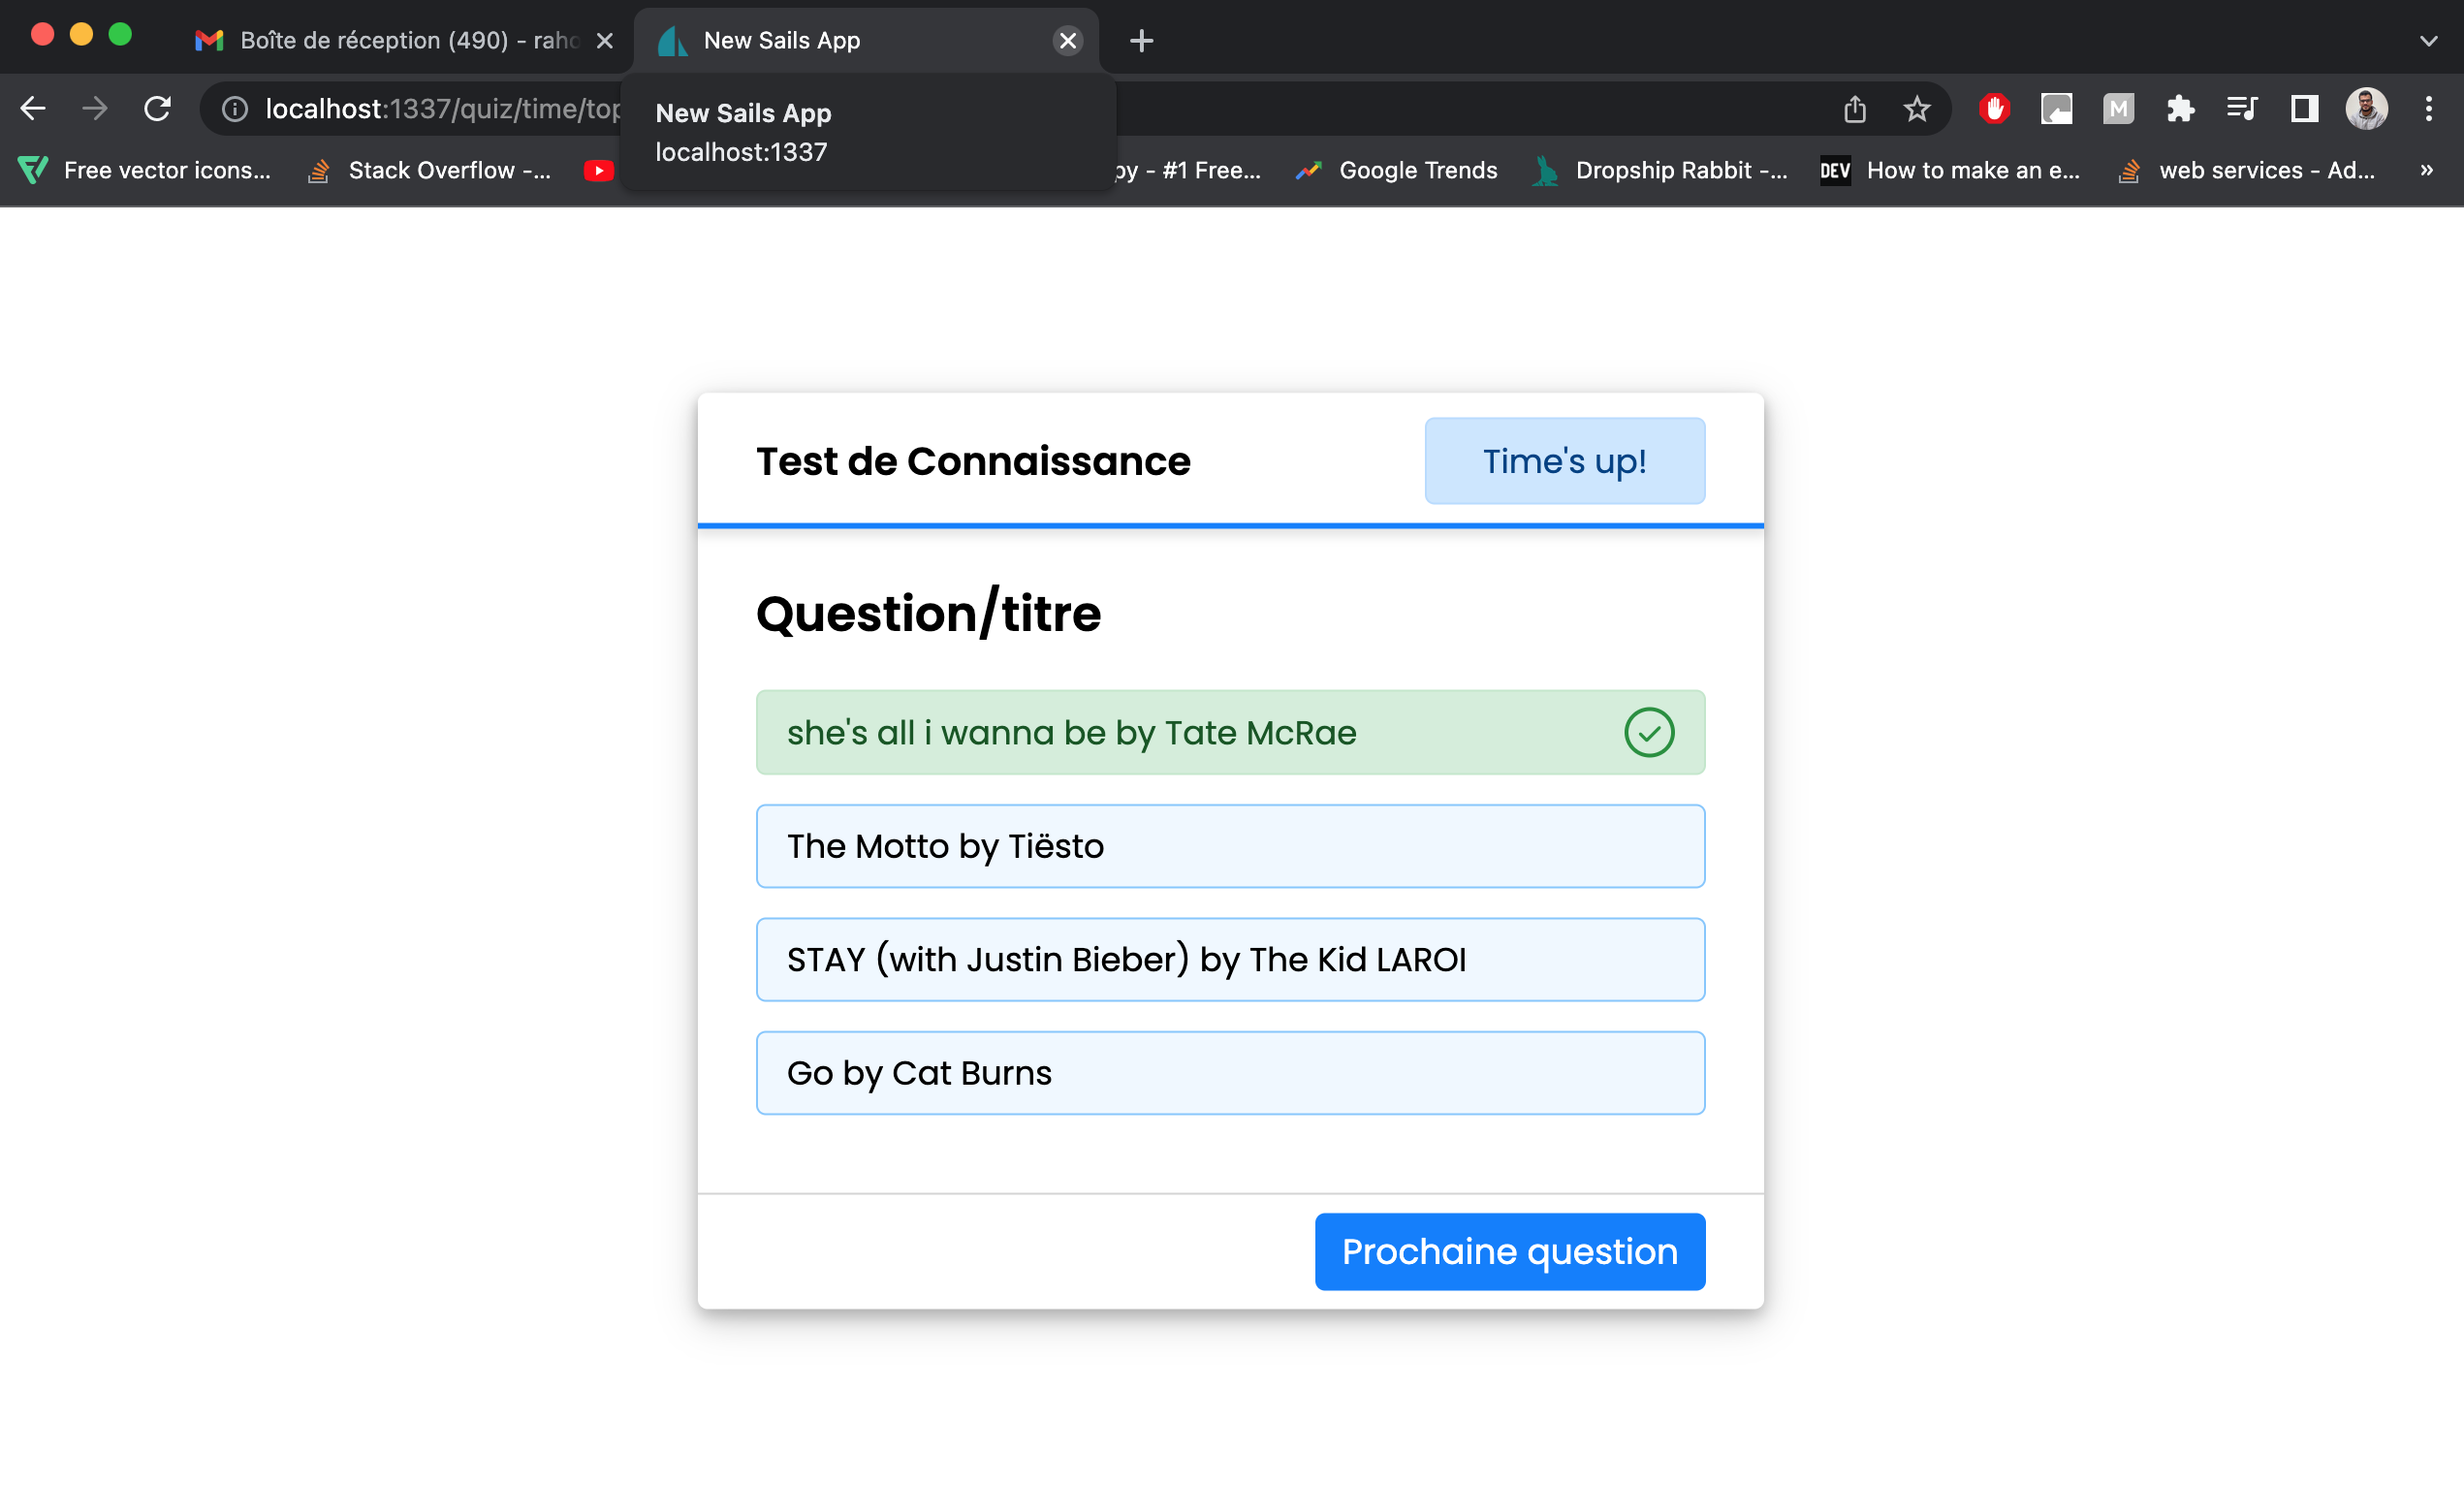 Boîte de réception (490) - raho
New Sails App
localhost:1337/quiz/time/top
New Sails App
localhost:1337
M
Free vector icons...
Stack Overflow -...
py - #1 Free...
Google Trends
Dropship Rabbit -...
DEV
How to make an e...
web services - Ad...
»
Test de Connaissance
Time's up!
Question/titre
she's all i wanna be by Tate McRae
The Motto by Tiësto
STAY (with Justin Bieber) by The Kid LAROI
Go by Cat Burns
Prochaine question